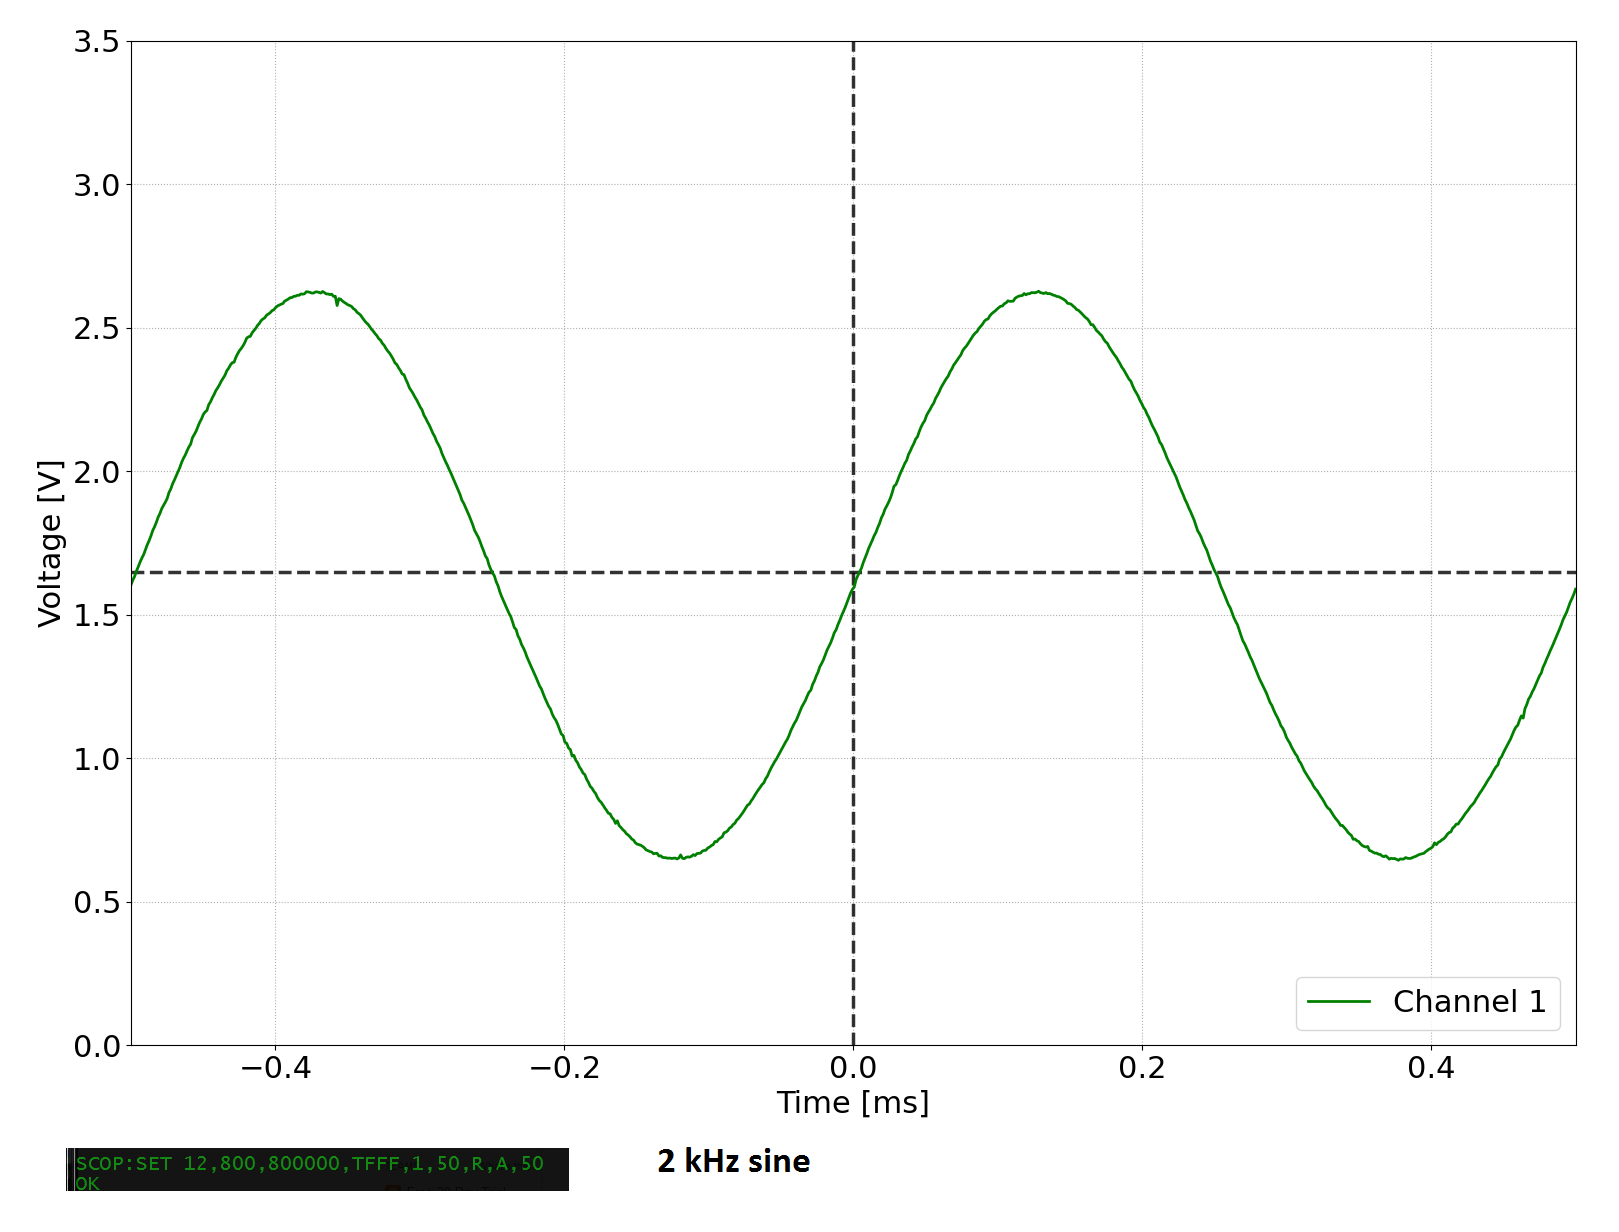 3.5
3.0
2.5
2.0
1.5
1.0
0.5
0.0
Voltage [V]
−0.4 −0.2 0.0 0.2 0.4
Time [ms]
Channel 1
SCOP:SET 12,800,800000,TFFF,1,50,R,A,50
OK
2 kHz sine